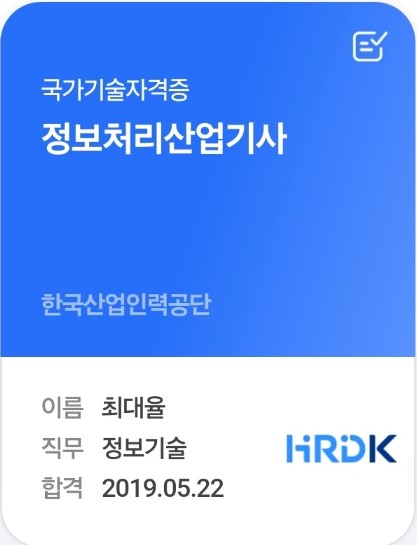 국가기술자격증
정보처리산업기사
한국산업인력공단
이름 최대율
직무 정보기술
합격 2019.05.22
HRDK